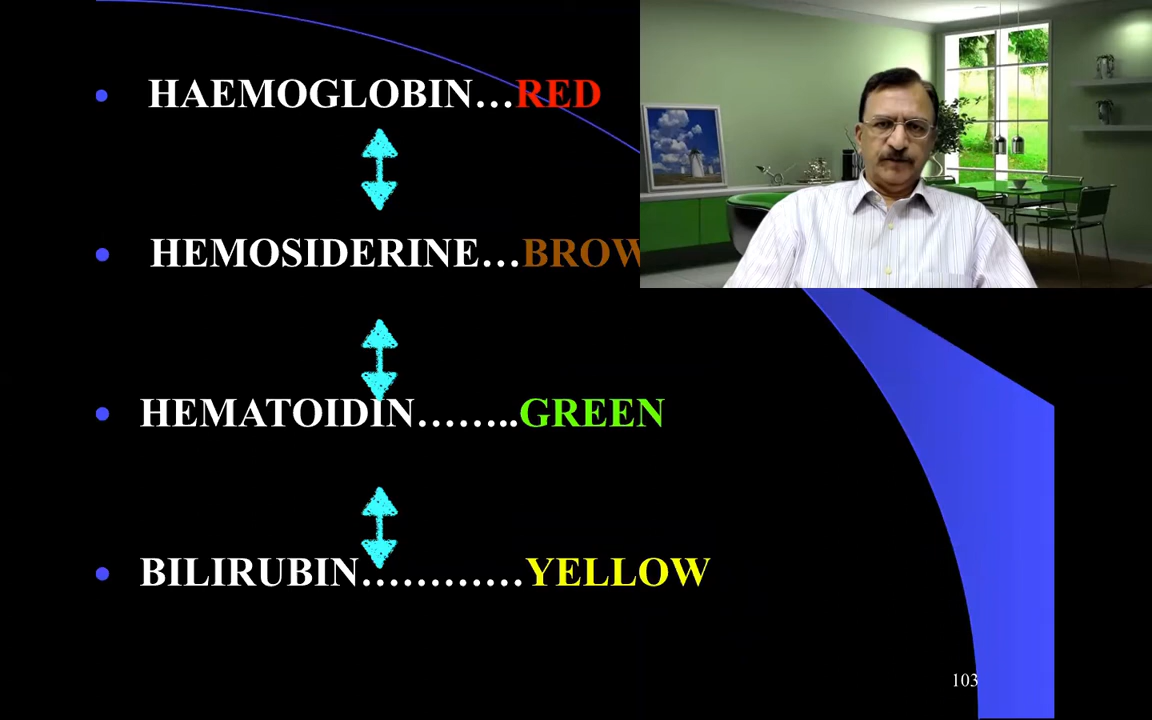 HAEMOGLOBIN…RED
HEMOSIDERINE…BROW
HEMATOIDIN……..GREEN
BILIRUBIN…………YELLOW
103